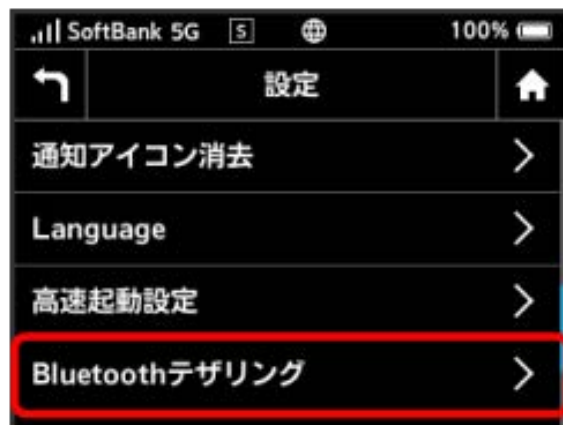 SoftBank 5G S 100%
設定
通知アイコン消去
Language
高速起動設定
Bluetoothテザリング